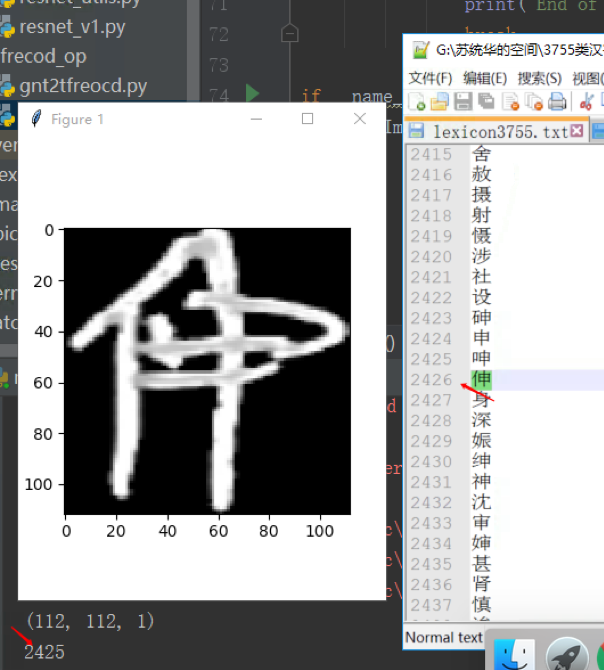 resnet_utils.py
resnet_v1.py
frecod_op
gnt2tfreocd.py
71
72
73
74
print('End of
break
if
Figure 1
0
20
40
60
80
100
0
20
40
60
80
100
伸
(112, 112, 1)
2425
G:\苏统华的空间\3755类汉
文件(F) 编辑(E) 搜索(S) 视图(
lexicon3755.txt
2415 舍
2416 赦
2417 摄
2418 射
2419 慑
2420 涉
2421 社
2422 设
2423 砷
2424 申
2425 呻
2426 伸
2427 身
2428 深
2429 娠
2430 绅
2431 神
2432 沈
2433 审
2434 婶
2435 甚
2436 肾
2437 慎
Normal text